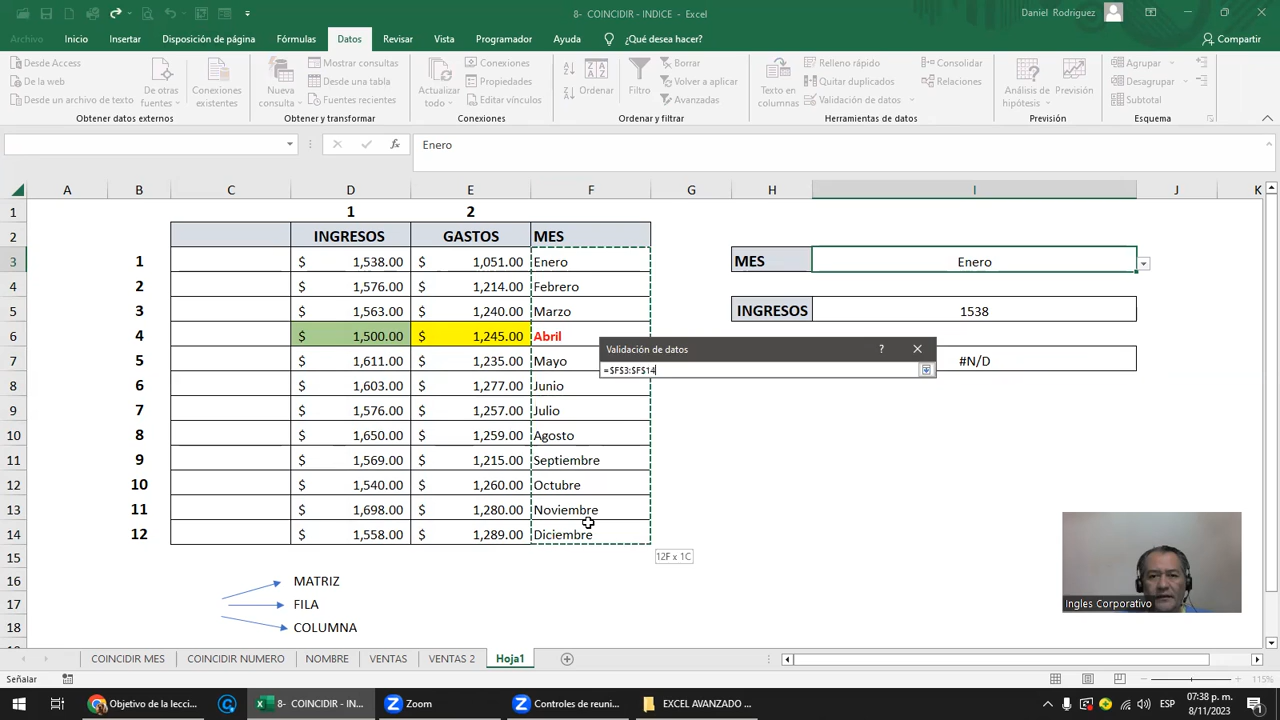 8- COINCIDIR - INDICE - Excel
Daniel Rodriguez
Archivo Inicio Insertar Disposición de página Fórmulas Datos Revisar Vista Programador Ayuda ¿Qué desea hacer? Compartir
Desde Access
De la web
Desde un archivo de texto
De otras fuentes
Conexiones existentes
Obtener datos externos
Nueva consulta
Mostrar consultas
Desde una tabla
Fuentes recientes
Obtener y transformar
Actualizar todo
Conexiones
Propiedades
Editar vínculos
Conexiones
Ordenar
Filtro
Borrar
Volver a aplicar
Avanzadas
Ordenar y filtrar
Texto en columnas
Relleno rápido
Quitar duplicados
Validación de datos
Consolidar
Relaciones
Herramientas de datos
Análisis de hipótesis
Previsión
Previsión
Agrupar
Desagrupar
Subtotal
Esquema
fx Enero
A B C D E F G H I J K
1 1 2
2 INGRESOS GASTOS MES
3 1 $ 1,538.00 $ 1,051.00 Enero MES Enero
4 2 $ 1,576.00 $ 1,214.00 Febrero
5 3 $ 1,563.00 $ 1,240.00 Marzo INGRESOS 1538
6 4 $ 1,500.00 $ 1,245.00 Abril
Validación de datos ?
=$F$3:$F$14
7 5 $ 1,611.00 $ 1,235.00 Mayo #N/D
8 6 $ 1,603.00 $ 1,277.00 Junio
9 7 $ 1,576.00 $ 1,257.00 Julio
10 8 $ 1,650.00 $ 1,259.00 Agosto
11 9 $ 1,569.00 $ 1,215.00 Septiembre
12 10 $ 1,540.00 $ 1,260.00 Octubre
13 11 $ 1,698.00 $ 1,280.00 Noviembre
14 12 $ 1,558.00 $ 1,289.00 Diciembre
15 12F x 1C
16 MATRIZ
17 FILA
18 COLUMNA
Ingles Corporativo
COINCIDIR MES COINCIDIR NUMERO NOMBRE VENTAS VENTAS 2 Hoja1
Señalar
115%
Objetivo de la lecci...
8- COINCIDIR - IND...
Zoom
Controles de reuni...
EXCEL AVANZADO ...
ESP
07:38 p. m.
8/11/2023